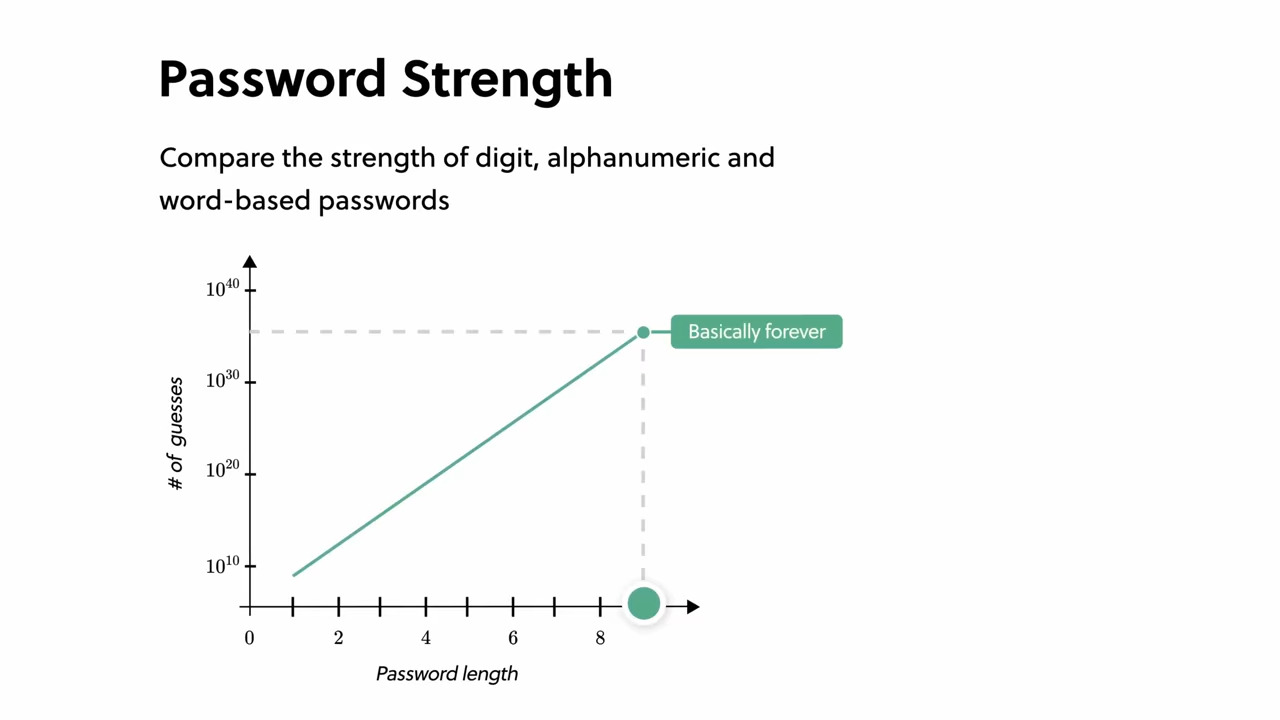 Password Strength
Compare the strength of digit, alphanumeric and
word-based passwords
10^40
Basically forever
10^30
# of guesses
10^20
10^10
0 2 4 6 8
Password length